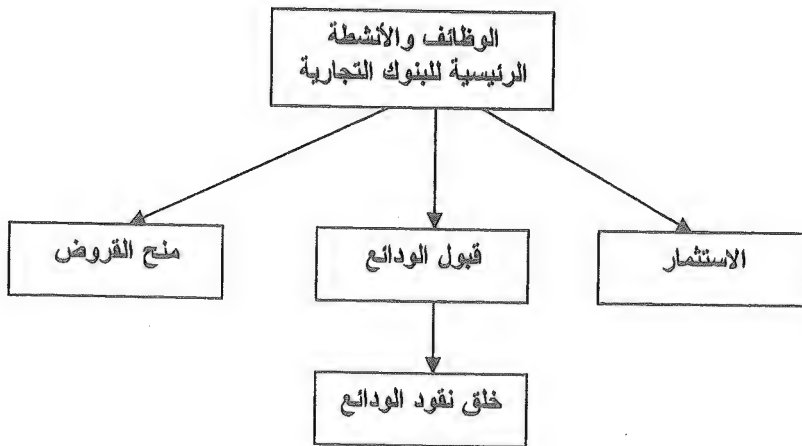 الوظائف والأنشطة
الرئيسية للبنوك التجارية
الاستثمار
قبول الودائع
منح القروض
خلق نقود الودائع